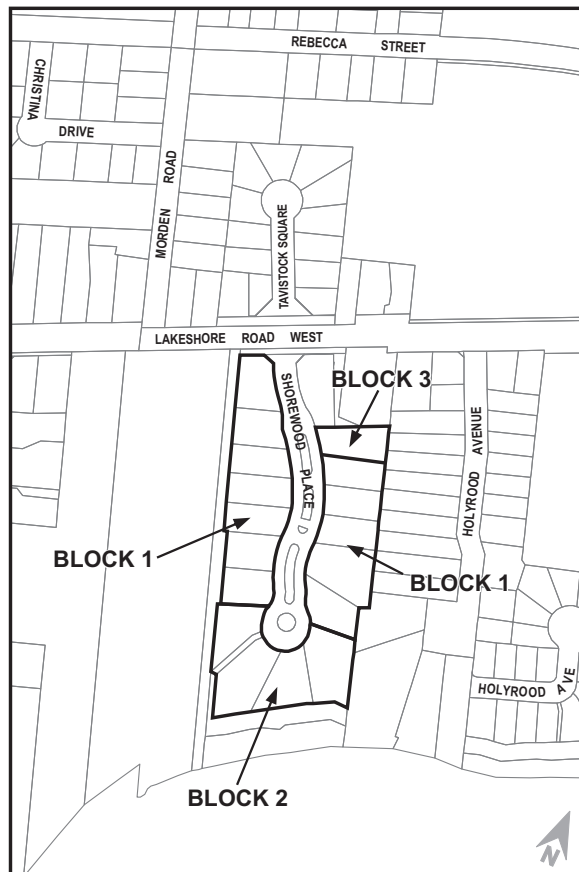 REBECCA STREET
CHRISTINA
DRIVE
MORDEN ROAD
TAVISTOCK SQUARE
LAKESHORE ROAD WEST
SHOREWOOD PLACE
BLOCK 3
HOLYROOD AVENUE
BLOCK 1
BLOCK 1
HOLYROOD AVE
BLOCK 2
N